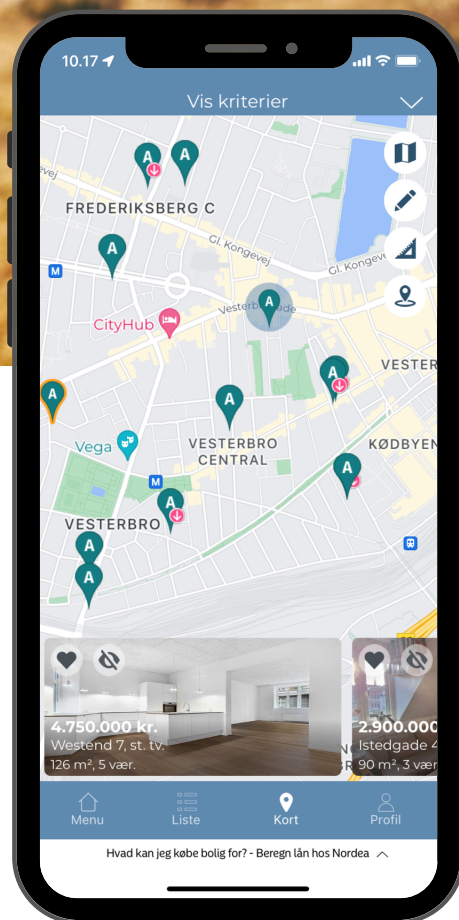 10.17
Vis kriterier
FREDERIKSBERG C
Gl. Kongevej
Gl. Kongevej
CityHub
VESTER
VESTERBRO
CENTRAL
KØDBYEN
Vega
VESTERBRO
A
A
A
A
A
A
A
A
A
A
A
M
M
4.750.000 kr.
Westend 7, st. tv.
126 m², 5 vær.
2.900.000
Istedgade 4
90 m², 3 vær
Menu
Liste
Kort
Profil
Hvad kan jeg købe bolig for? - Beregn lån hos Nordea